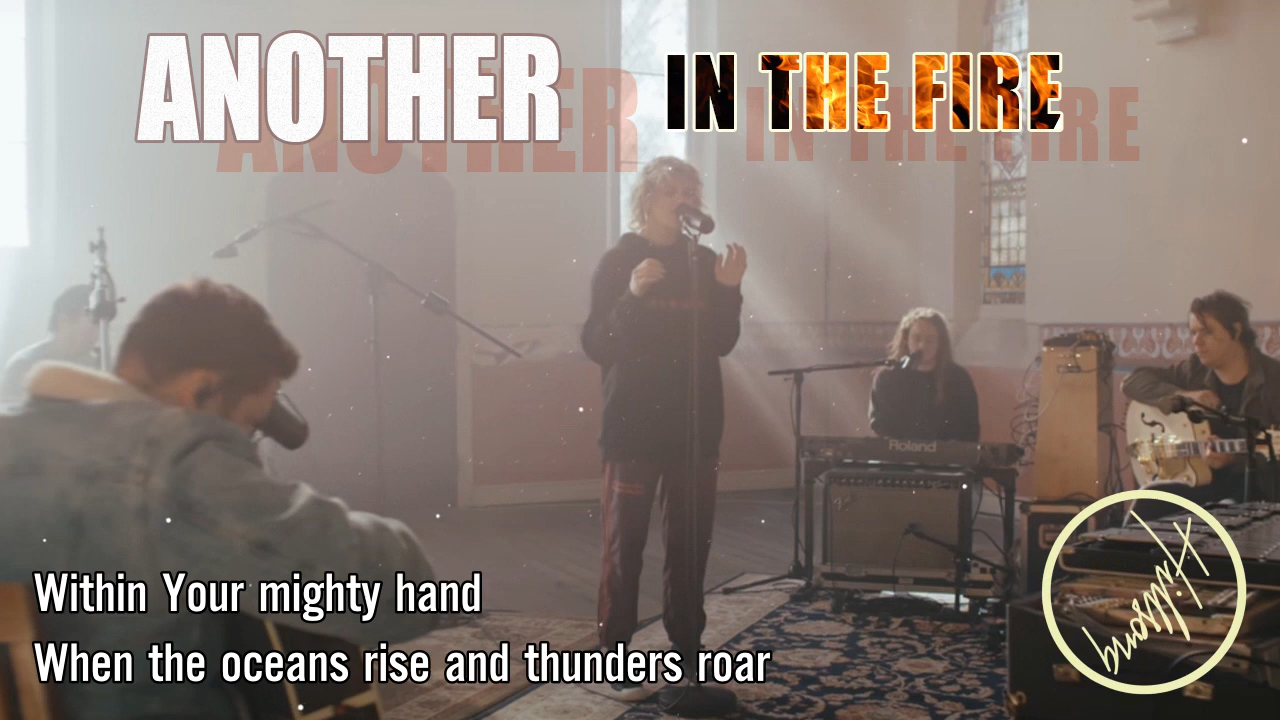 ANOTHER IN THE FIRE
Roland
Within Your mighty hand
When the oceans rise and thunders roar